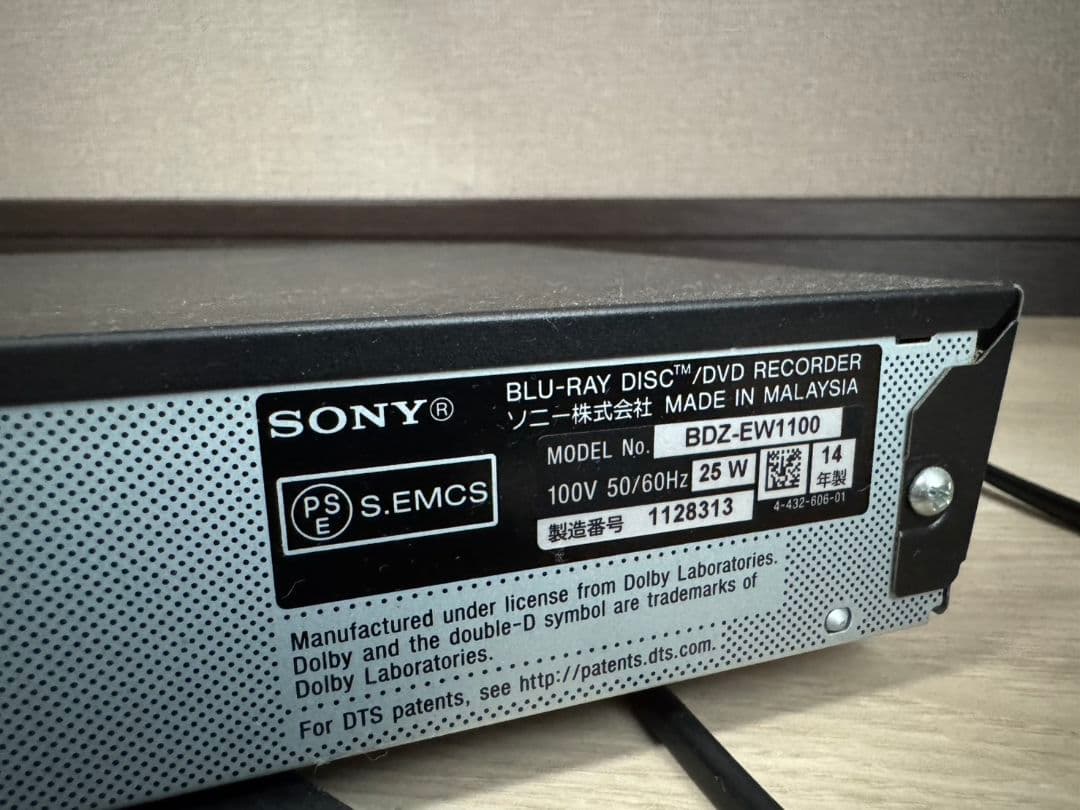 SONY®
BLU-RAY DISC™/DVD RECORDER
ソニー株式会社 MADE IN MALAYSIA
MODEL No. BDZ-EW1100
100V 50/60Hz 25 W
14
年製
製造番号 1128313
4-432-606-01
PS
E
S.EMCS
Manufactured under license from Dolby Laboratories.
Dolby and the double-D symbol are trademarks of
Dolby Laboratories.
For DTS patents, see http://patents.dts.com.